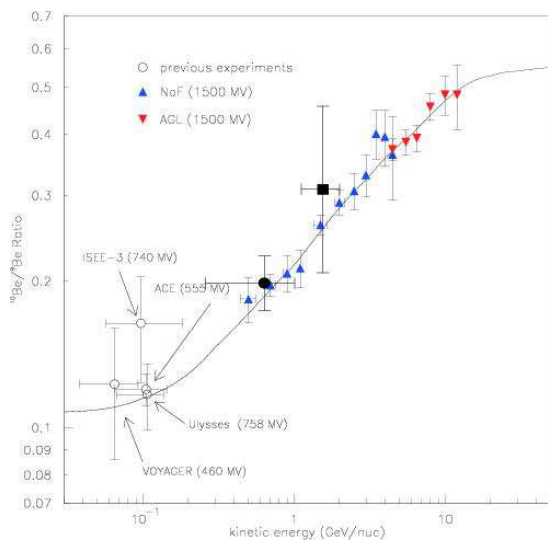 0.7
0.6
0.5
0.4
0.3
0.2
0.1
0.09
0.08
0.07
¹⁰Be/⁹Be Ratio
previous experiments
NaF (1500 MV)
AGL (1500 MV)
ISEE-3 (740 MV)
ACE (555 MV)
Ulysses (758 MV)
VOYAGER (460 MV)
10⁻¹
1
10
kinetic energy (GeV/nuc)